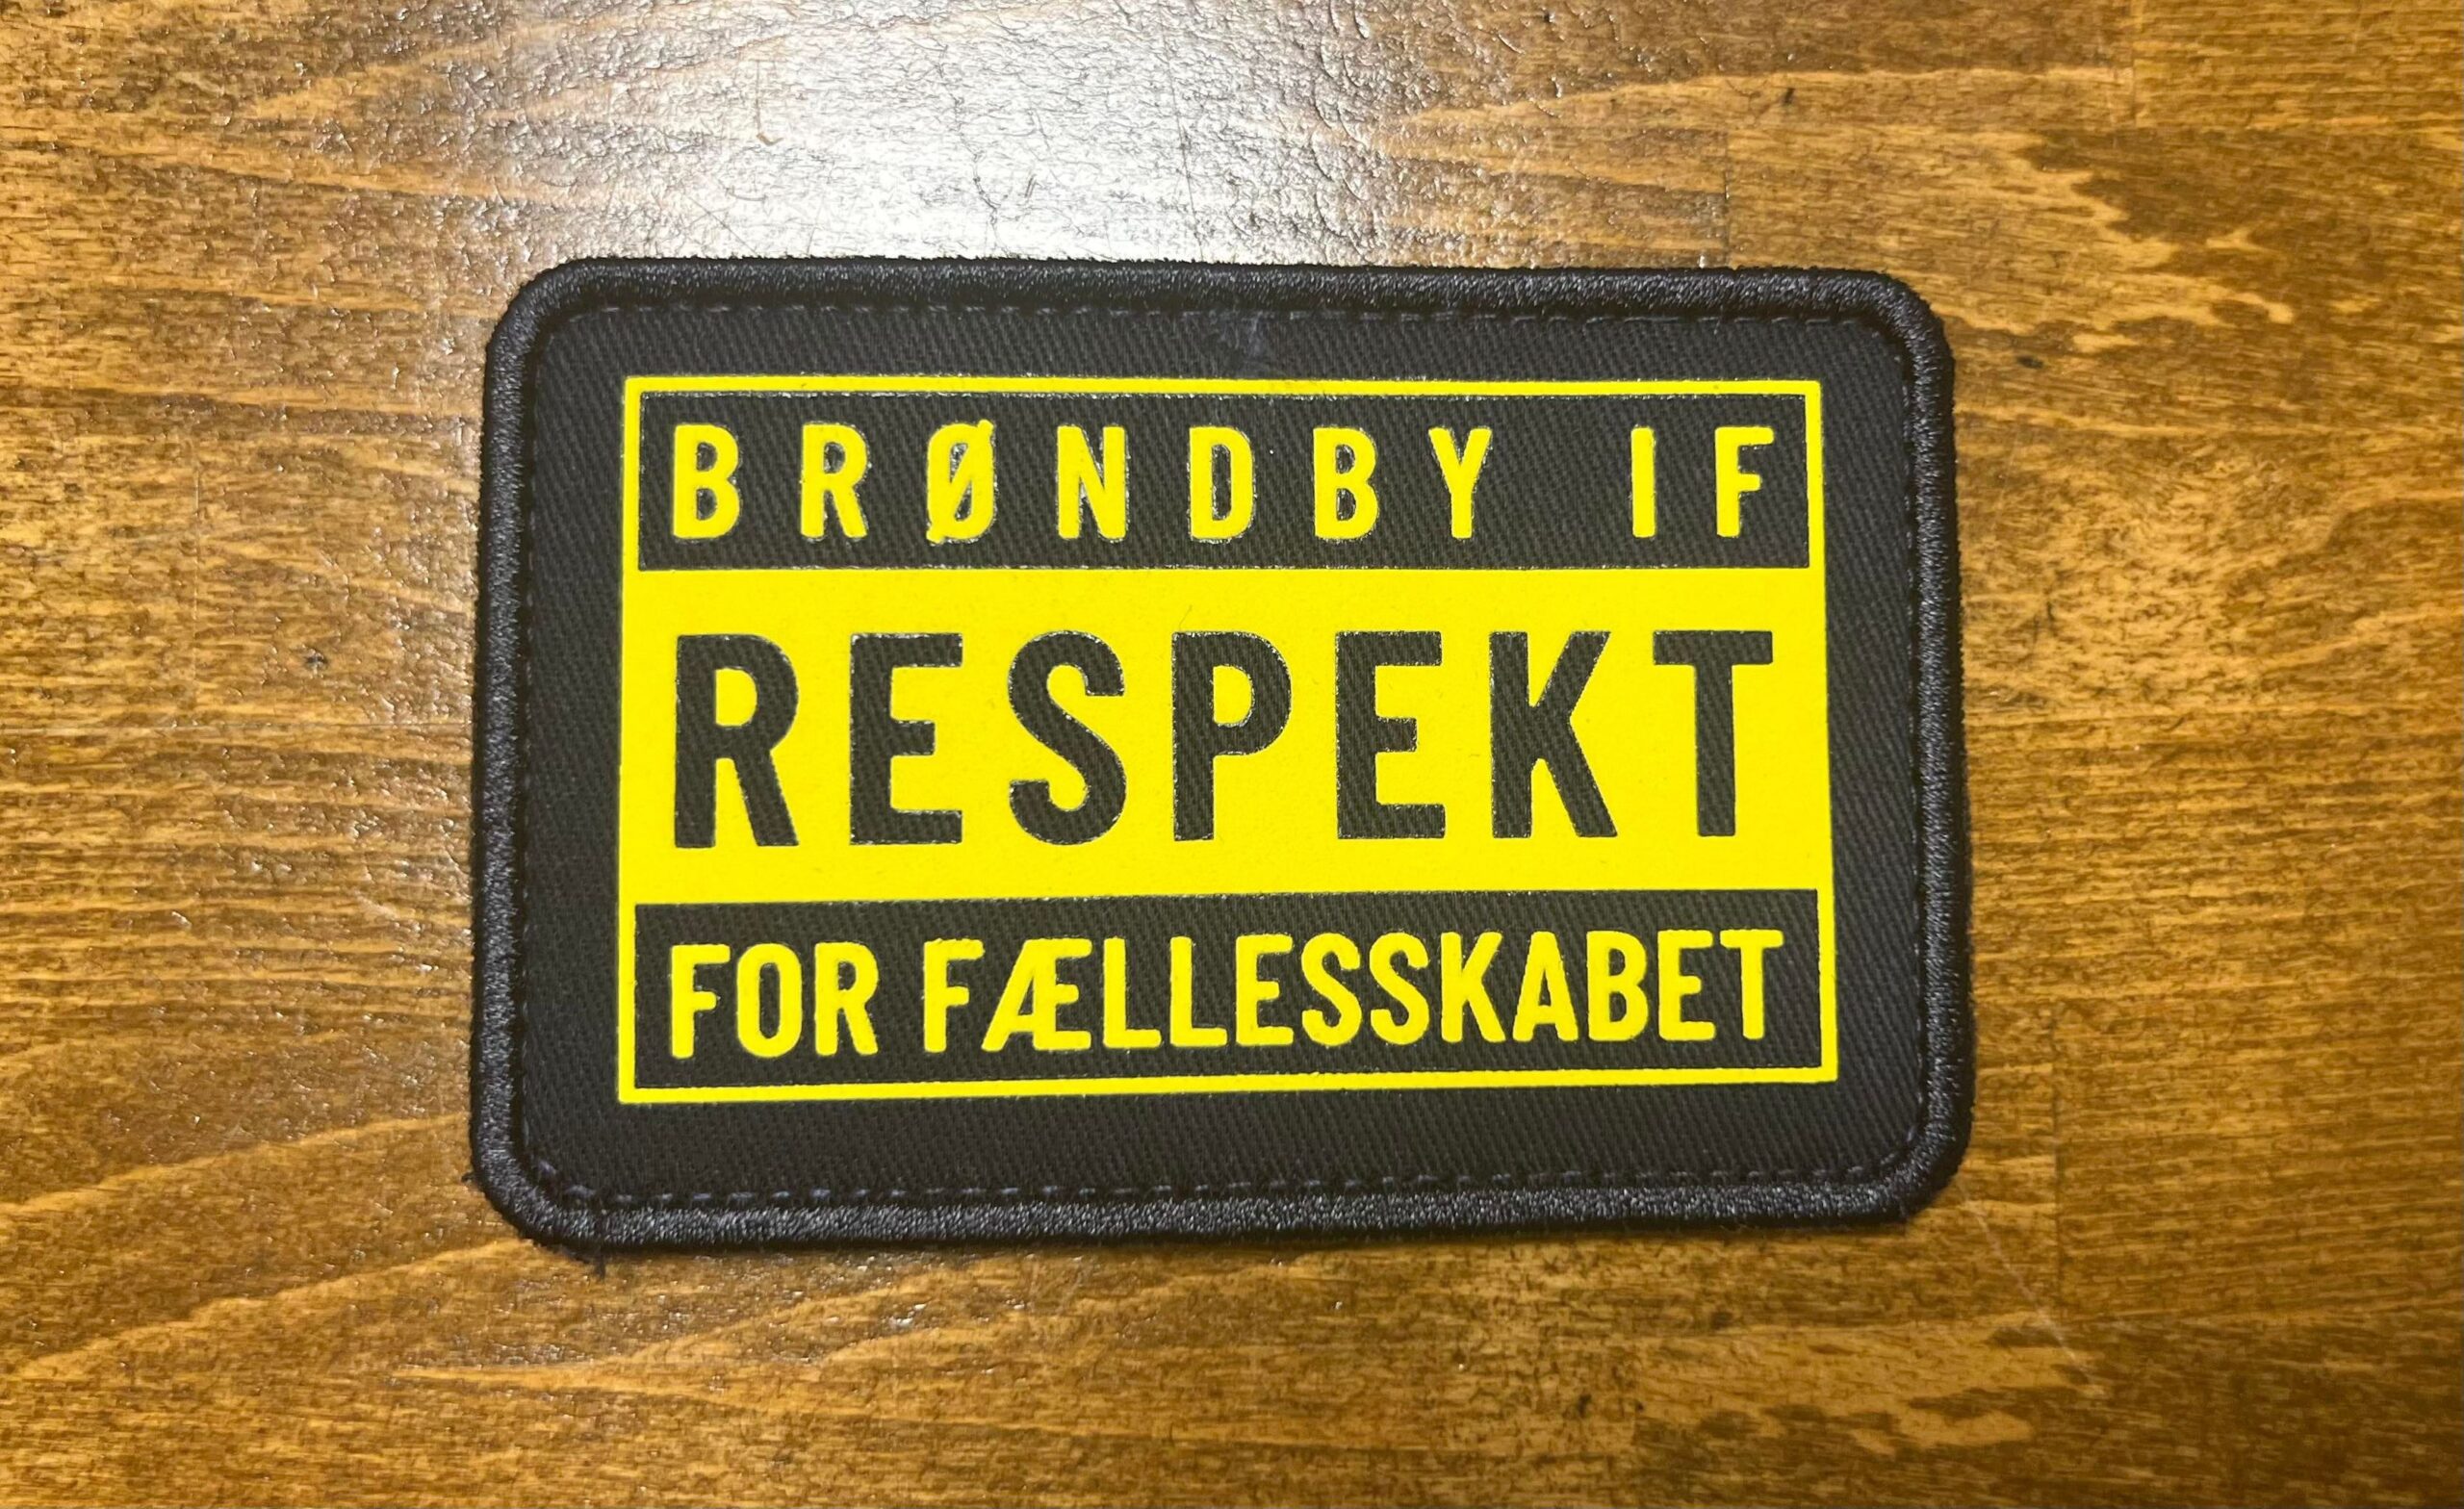 BRØNDBY IF
RESPEKT
FOR FÆLLESSKABET